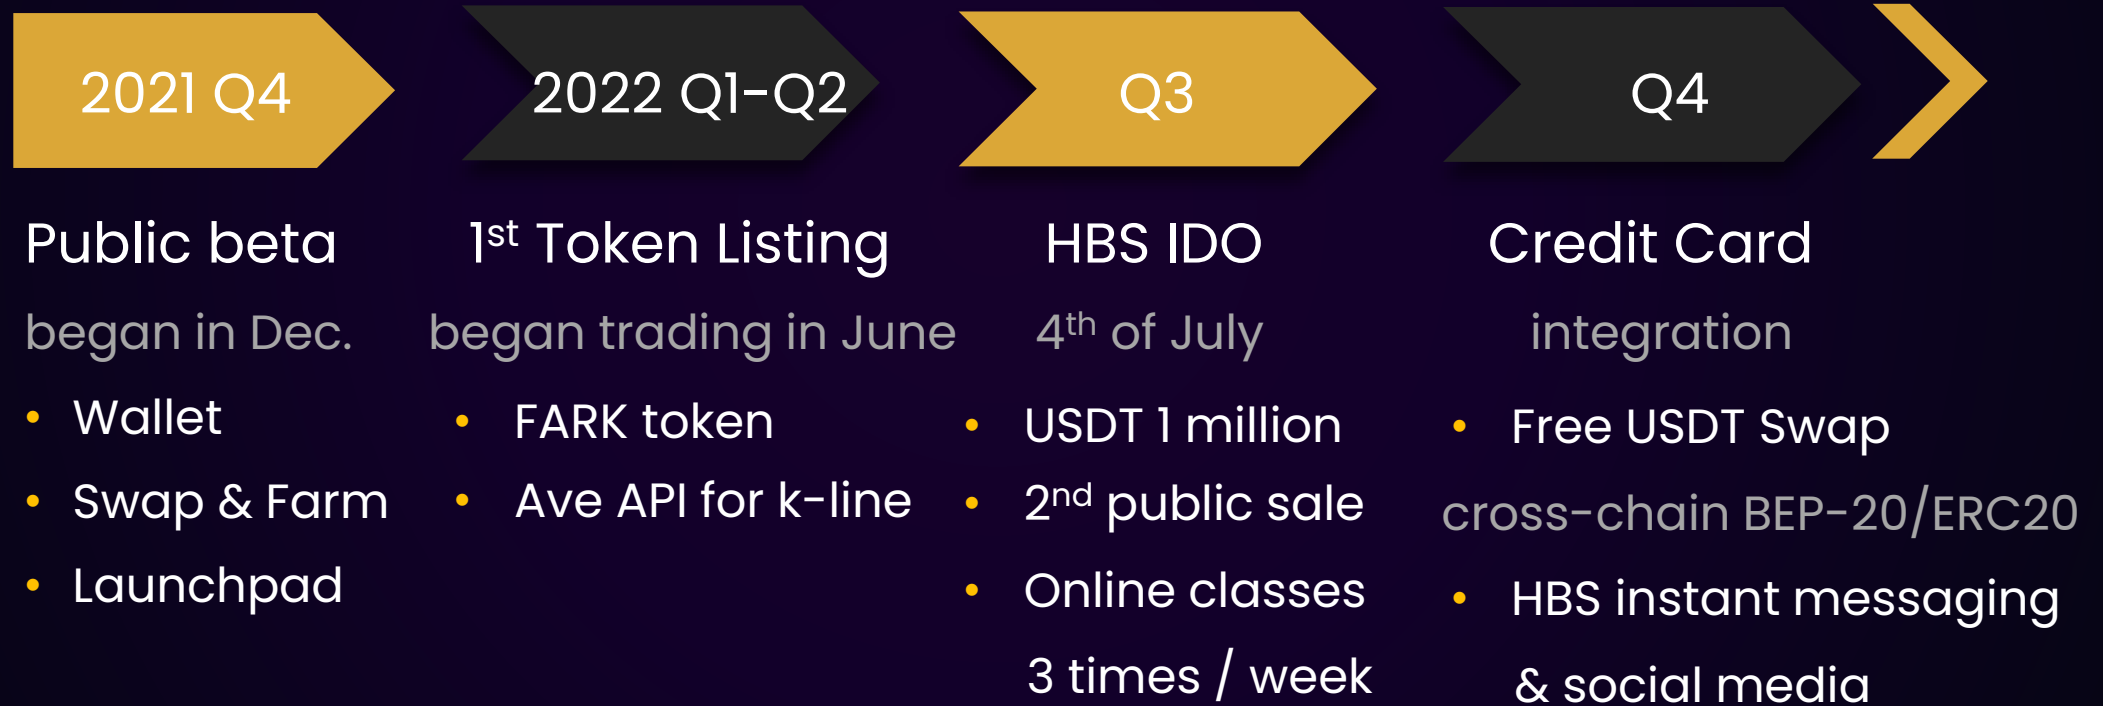 2021 Q4
Public beta
began in Dec.
• Wallet
• Swap & Farm
• Launchpad
2022 Q1-Q2
1st Token Listing
began trading in June
• FARK token
• Ave API for k-line
Q3
HBS IDO
4th of July
• USDT 1 million
• 2nd public sale
• Online classes
3 times / week
Q4
Credit Card
integration
• Free USDT Swap
cross-chain BEP-20/ERC20
• HBS instant messaging
& social media